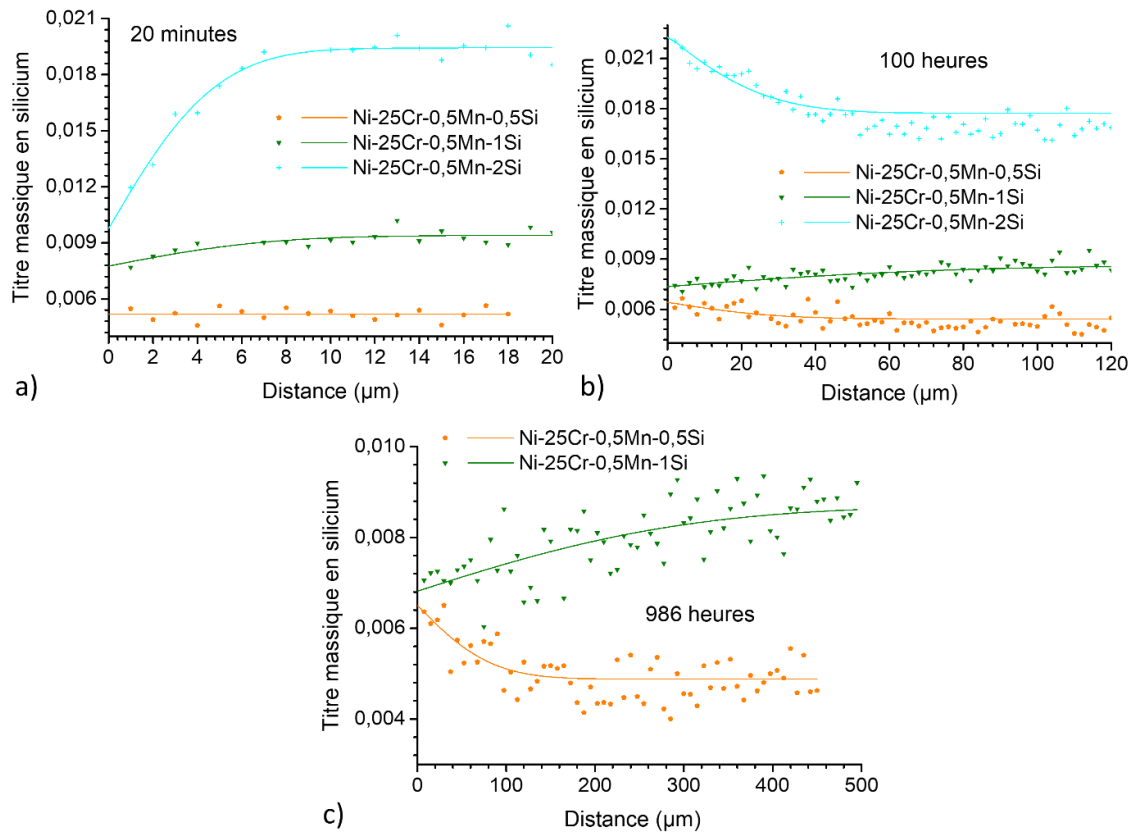 20 minutes
Titre massique en silicium
0,021
0,018
0,015
0,012
0,009
0,006
Ni-25Cr-0,5Mn-0,5Si
Ni-25Cr-0,5Mn-1Si
Ni-25Cr-0,5Mn-2Si
0 2 4 6 8 10 12 14 16 18 20
Distance (µm)
a)
100 heures
Titre massique en silicium
0,021
0,018
0,015
0,012
0,009
0,006
Ni-25Cr-0,5Mn-0,5Si
Ni-25Cr-0,5Mn-1Si
Ni-25Cr-0,5Mn-2Si
0 20 40 60 80 100 120
Distance (µm)
b)
Ni-25Cr-0,5Mn-0,5Si
Ni-25Cr-0,5Mn-1Si
Titre massique en silicium
0,010
0,008
0,006
0,004
986 heures
0 100 200 300 400 500
Distance (µm)
c)